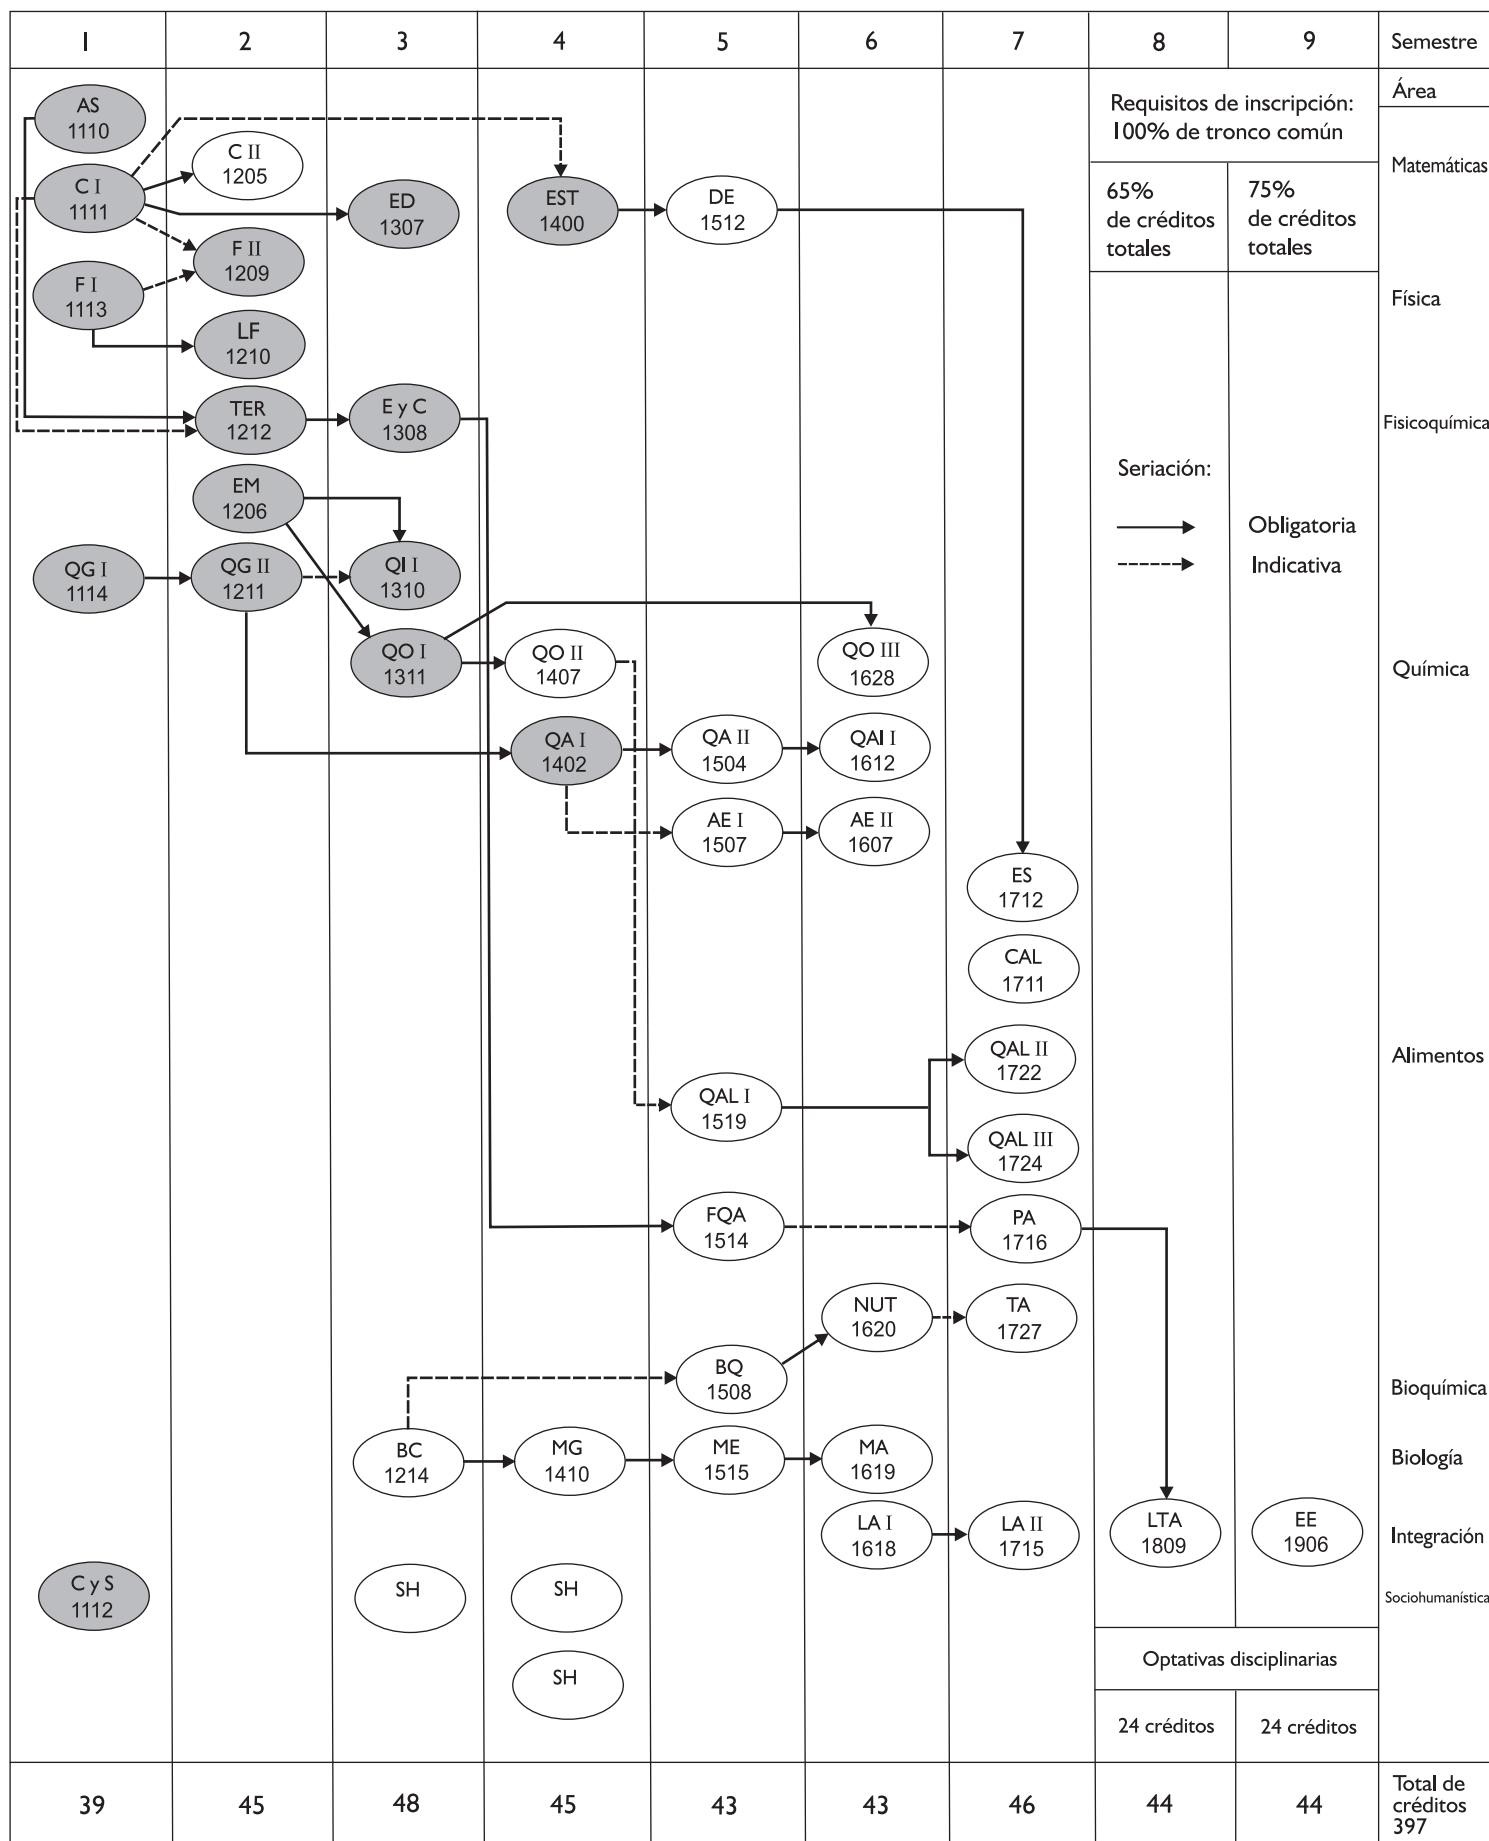 1
2
3
4
5
6
7
8
9
Semestre
AS
1110
C I
1111
F I
1113
QG I
1114
C y S
1112
39
C II
1205
F II
1209
LF
1210
TER
1212
EM
1206
QG II
1211
45
ED
1307
E y C
1308
QI I
1310
QO I
1311
BC
1214
SH
48
EST
1400
QO II
1407
QA I
1402
MG
1410
SH
SH
45
DE
1512
QA II
1504
AE I
1507
QAL I
1519
FQA
1514
BQ
1508
ME
1515
43
QO III
1628
QAI I
1612
AE II
1607
NUT
1620
MA
1619
LA I
1618
43
ES
1712
CAL
1711
QAL II
1722
QAL III
1724
PA
1716
TA
1727
LA II
1715
46
Requisitos de inscripción:
100% de tronco común
65%
de créditos
totales
75%
de créditos
totales
Seriación:
Obligatoria
Indicativa
LTA
1809
EE
1906
Optativas disciplinarias
24 créditos
24 créditos
44
44
Área
Matemáticas
Física
Fisicoquímica
Química
Alimentos
Bioquímica
Biología
Integración
Sociohumanística
Total de
créditos
397